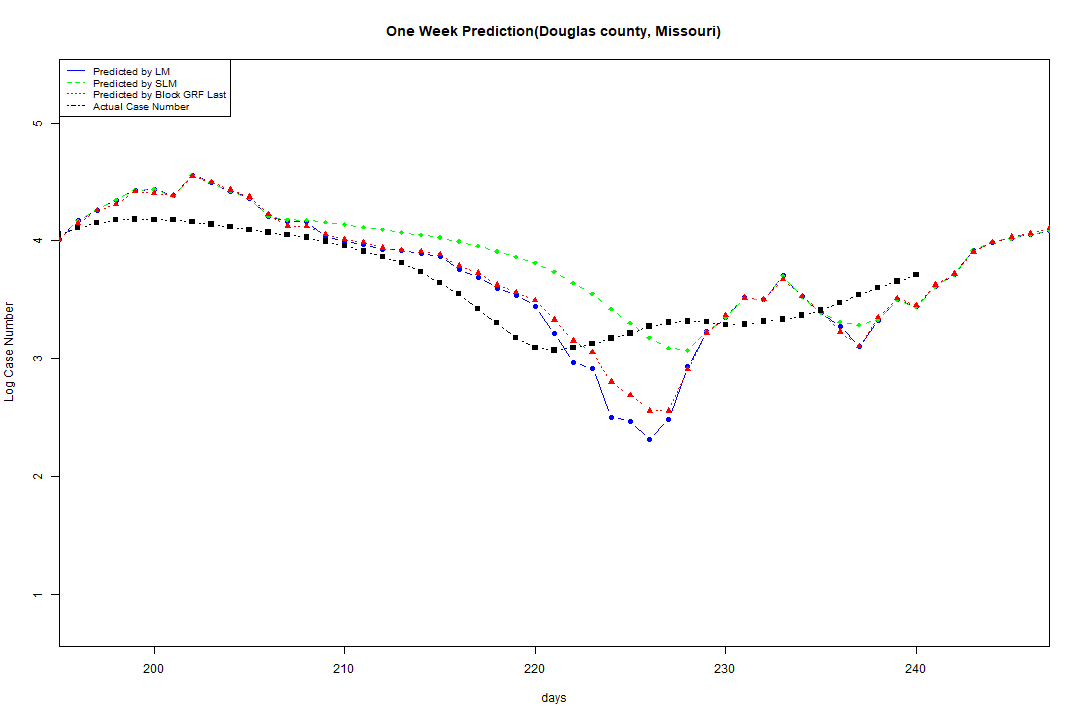 One Week Prediction(Douglas county, Missouri)
Predicted by LM
Predicted by SLM
Predicted by Block GRF Last
Actual Case Number
5
4
3
2
1
Log Case Number
200 210 220 230 240
days